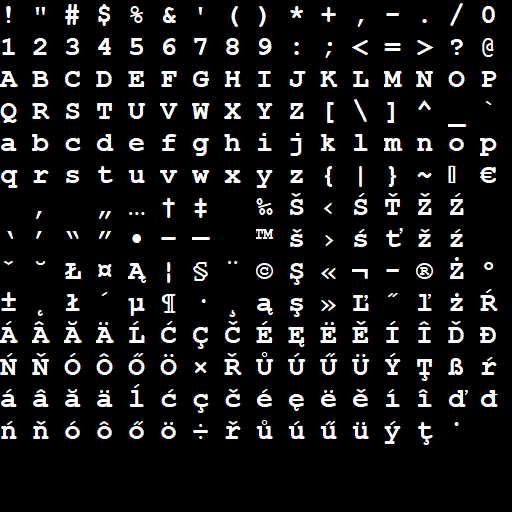 ! " # $ % & ' ( ) * + , - . / 0
1 2 3 4 5 6 7 8 9 : ; < = > ? @
A B C D E F G H I J K L M N O P
Q R S T U V W X Y Z [ \ ] ^ _ `
a b c d e f g h i j k l m n o p
q r s t u v w x y z { | } ~ ▯ €
‚ „ … † ‡ ‰ Š ‹ Ś Ť Ž Ź
‘ ’ “ ” • – — ™ š › ś ť ž ź
ˇ ˘ Ł ¤ Ą ¦ § ¨ © Ş « ¬ - ® Ż °
± ˛ ł ´ µ ¶ · ¸ ą ş » Ľ ˝ ľ ż Ŕ
Á Â Ă Ä Ĺ Ć Ç Č É Ę Ë Ě Í Î Ď Đ
Ń Ň Ó Ô Ő Ö × Ř Ů Ú Ű Ü Ý Ţ ß ŕ
á â ă ä ĺ ć ç č é ę ë ě í î ď đ
ń ň ó ô ő ö ÷ ř ů ú ű ü ý ţ ˙